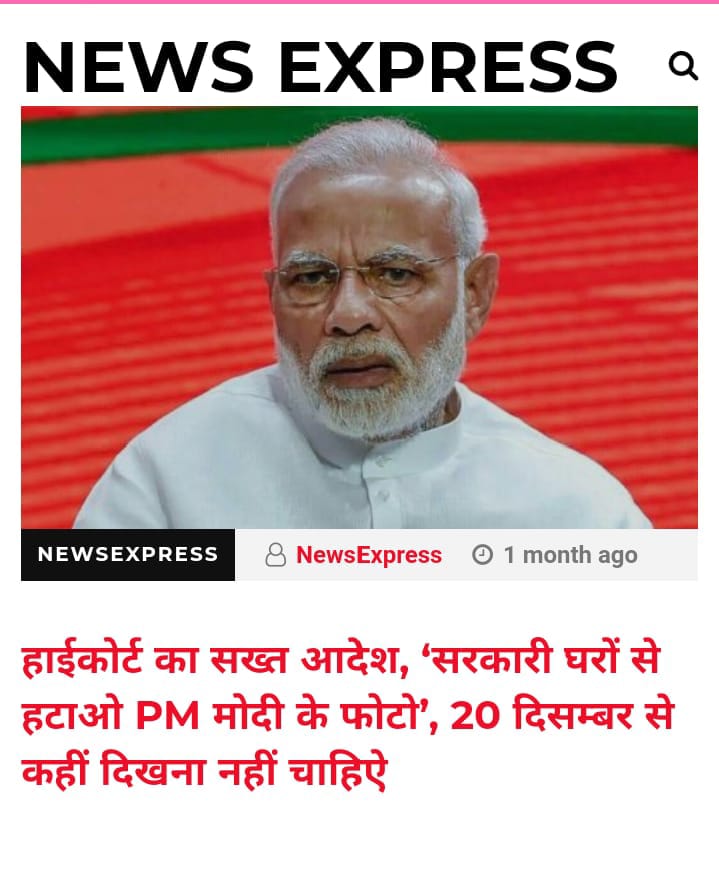 NEWS EXPRESS
NEWSEXPRESS NewsExpress 1 month ago
हाईकोर्ट का सख्त आदेश, ‘सरकारी घरों से
हटाओ PM मोदी के फोटो’, 20 दिसम्बर से
कहीं दिखना नहीं चाहिऐ